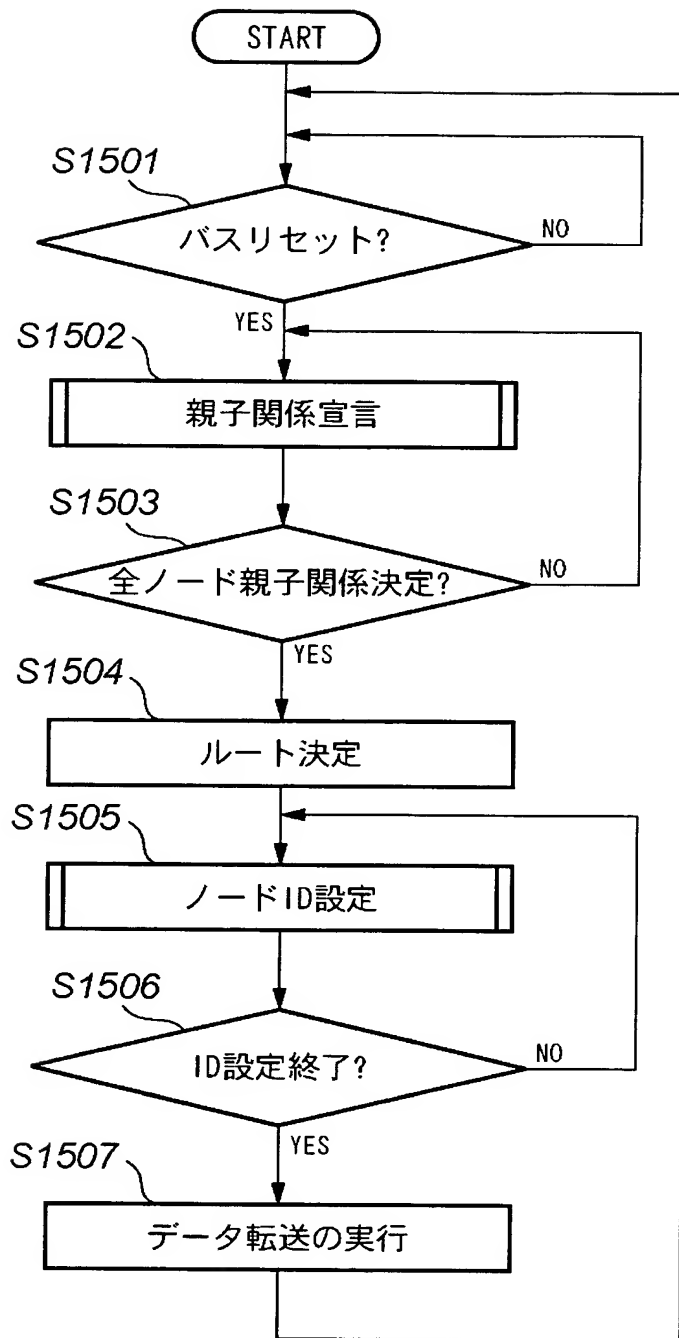 START
S1501
バスリセット?
NO
YES
S1502
親子関係宣言
S1503
全ノード親子関係決定?
NO
YES
S1504
ルート決定
S1505
ノードID設定
S1506
ID設定終了?
NO
YES
S1507
データ転送の実行